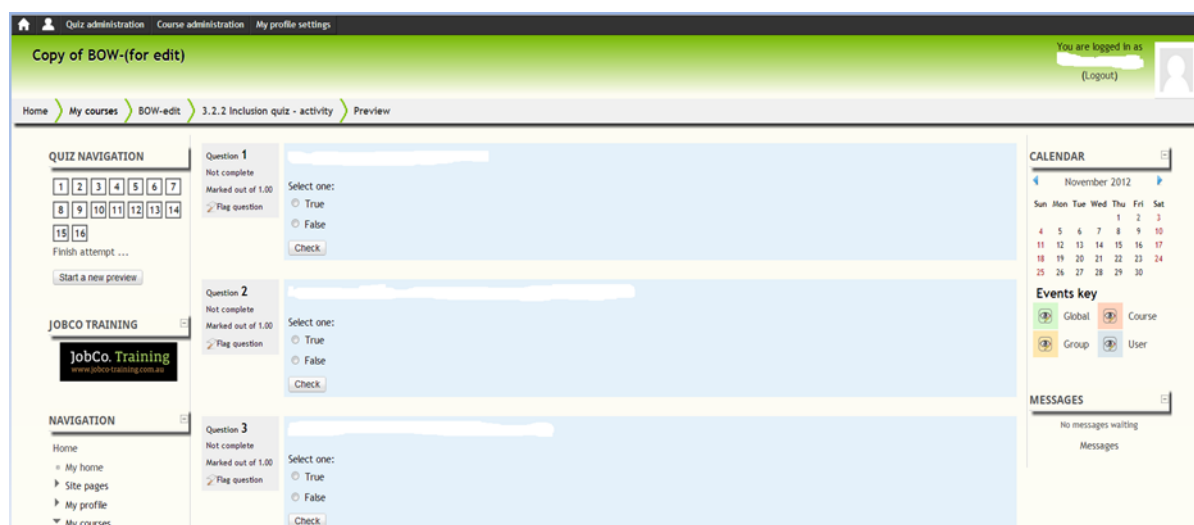 Quiz administration Course administration My profile settings
Copy of BOW-(for edit)
You are logged in as
(Logout)
Home My courses BOW-edit 3.2.2 Inclusion quiz - activity Preview
QUIZ NAVIGATION
1 2 3 4 5 6 7
8 9 10 11 12 13 14
15 16
Finish attempt ...
Start a new preview
JOBCO TRAINING
JobCo. Training
www.jobco-training.com.au
NAVIGATION
Home
My home
Site pages
My profile
My courses
Question 1
Not complete
Marked out of 1.00
Flag question
Select one:
True
False
Check
Question 2
Not complete
Marked out of 1.00
Flag question
Select one:
True
False
Check
Question 3
Not complete
Marked out of 1.00
Flag question
Select one:
True
False
Check
CALENDAR
November 2012
Sun Mon Tue Wed Thu Fri Sat
1 2 3
4 5 6 7 8 9 10
11 12 13 14 15 16 17
18 19 20 21 22 23 24
25 26 27 28 29 30
Events key
Global Course
Group User
MESSAGES
No messages waiting
Messages